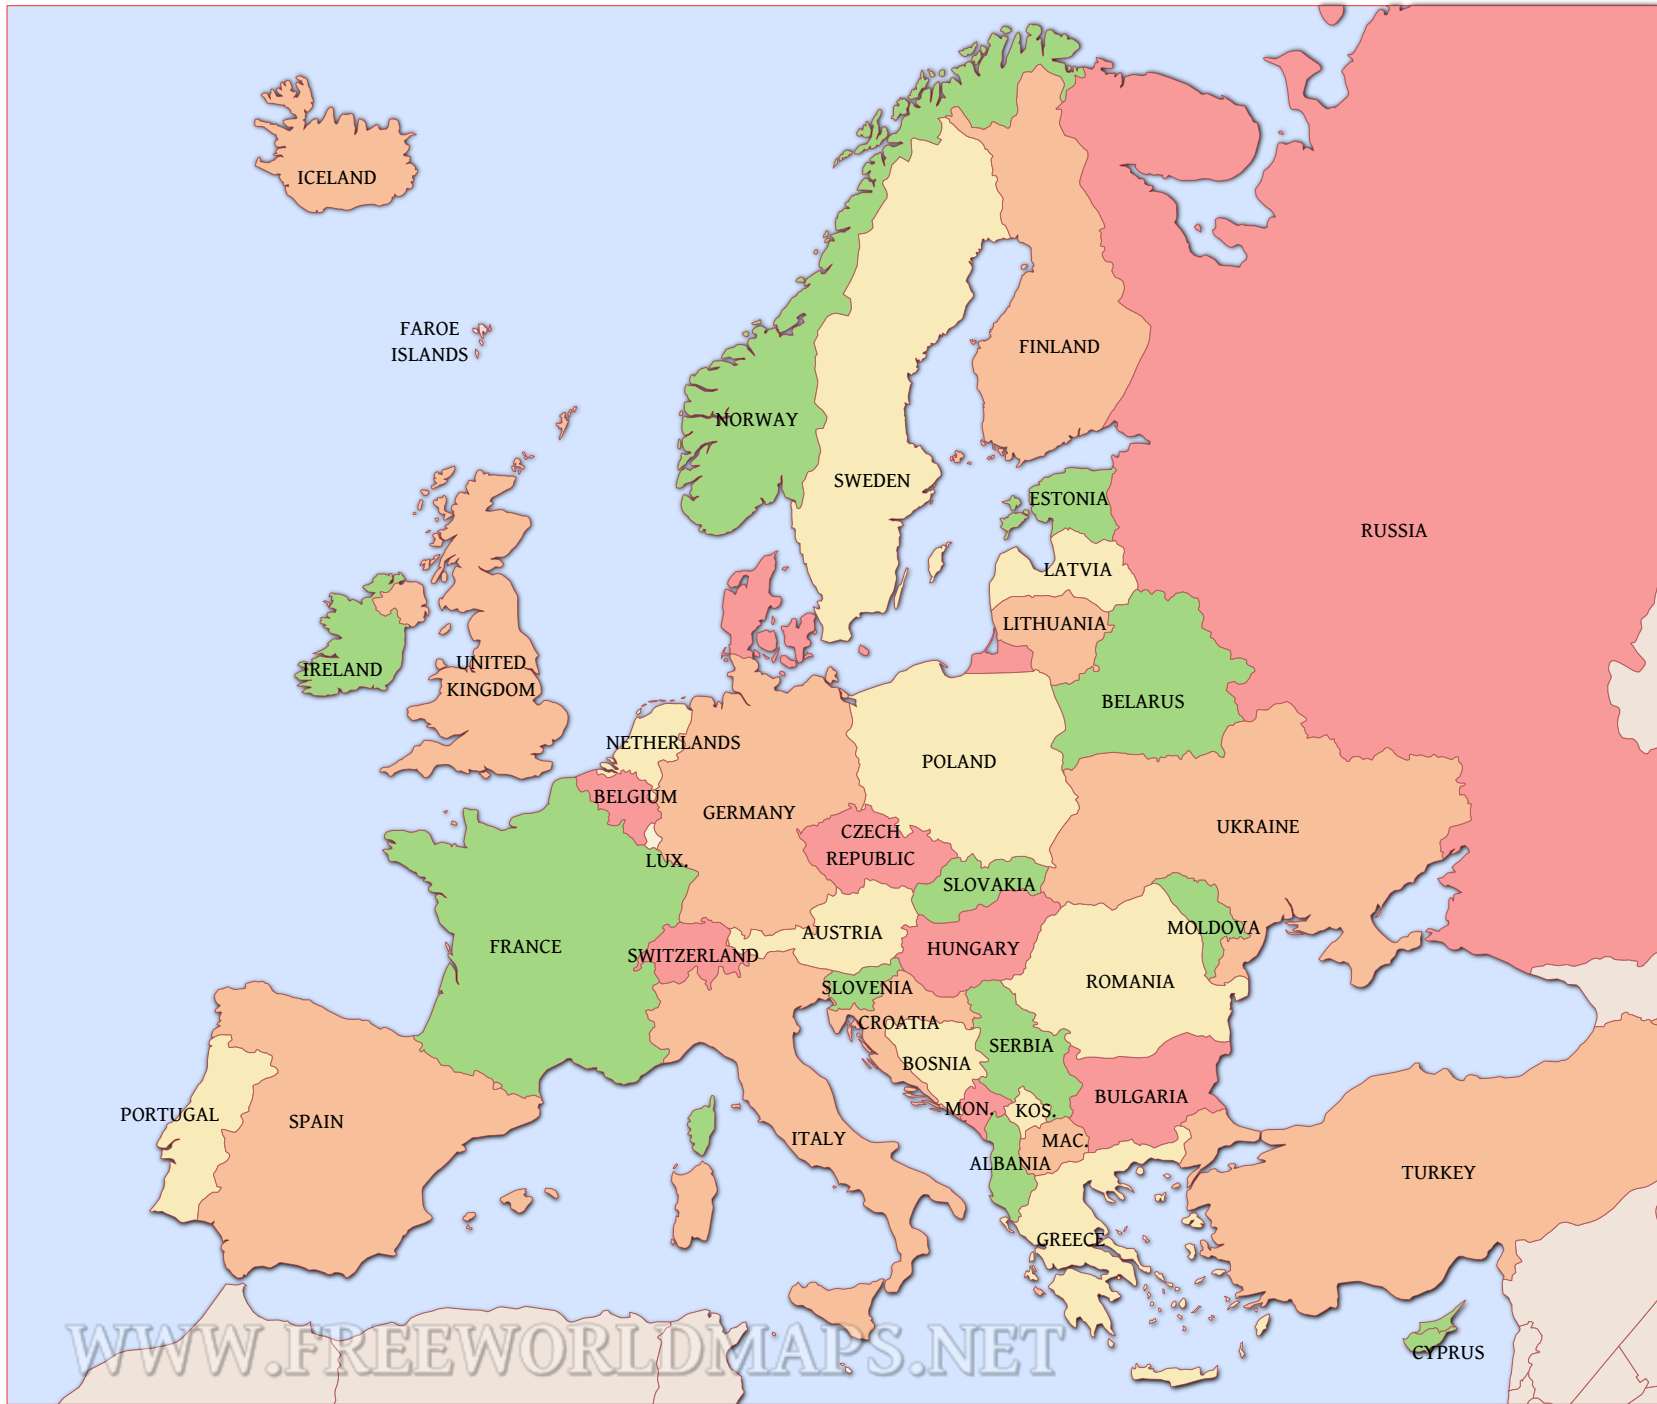 ICELAND
FAROE
ISLANDS
NORWAY
SWEDEN
FINLAND
RUSSIA
ESTONIA
LATVIA
LITHUANIA
BELARUS
IRELAND
UNITED
KINGDOM
NETHERLANDS
BELGIUM
LUX.
GERMANY
POLAND
CZECH
REPUBLIC
SLOVAKIA
UKRAINE
FRANCE
SWITZERLAND
AUSTRIA
HUNGARY
MOLDOVA
ROMANIA
SLOVENIA
CROATIA
BOSNIA
SERBIA
BULGARIA
MON.
KOS.
MAC.
ALBANIA
GREECE
ITALY
PORTUGAL
SPAIN
TURKEY
CYPRUS
WWW.FREEWORLDMAPS.NET